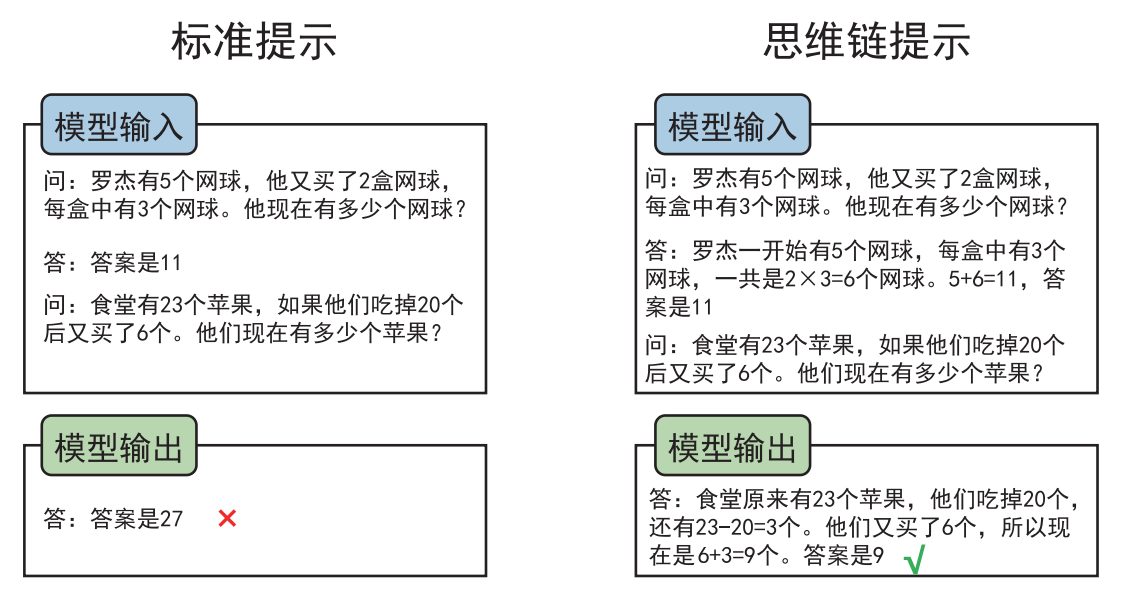 标准提示
模型输入
问：罗杰有5个网球，他又买了2盒网球，
每盒中有3个网球。他现在有多少个网球？
答：答案是11
问：食堂有23个苹果，如果他们吃掉20个
后又买了6个。他们现在有多少个苹果？
模型输出
答：答案是27 ×
思维链提示
模型输入
问：罗杰有5个网球，他又买了2盒网球，
每盒中有3个网球。他现在有多少个网球？
答：罗杰一开始有5个网球，每盒中有3个
网球，一共是2×3=6个网球。5+6=11，答
案是11
问：食堂有23个苹果，如果他们吃掉20个
后又买了6个。他们现在有多少个苹果？
模型输出
答：食堂原来有23个苹果，他们吃掉20个，
还有23-20=3个。他们又买了6个，所以现
在是6+3=9个。答案是9 √